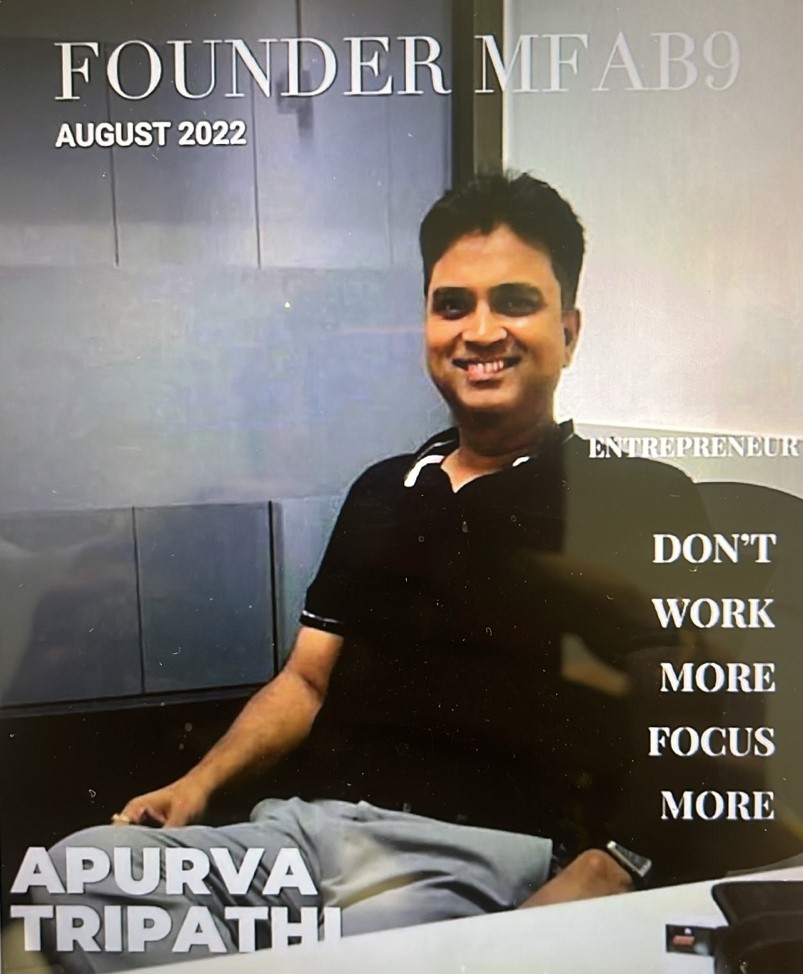 FOUNDER MFAB9
AUGUST 2022
ENTREPRENEUR
DON'T
WORK
MORE
FOCUS
MORE
APURVA
TRIPATHI